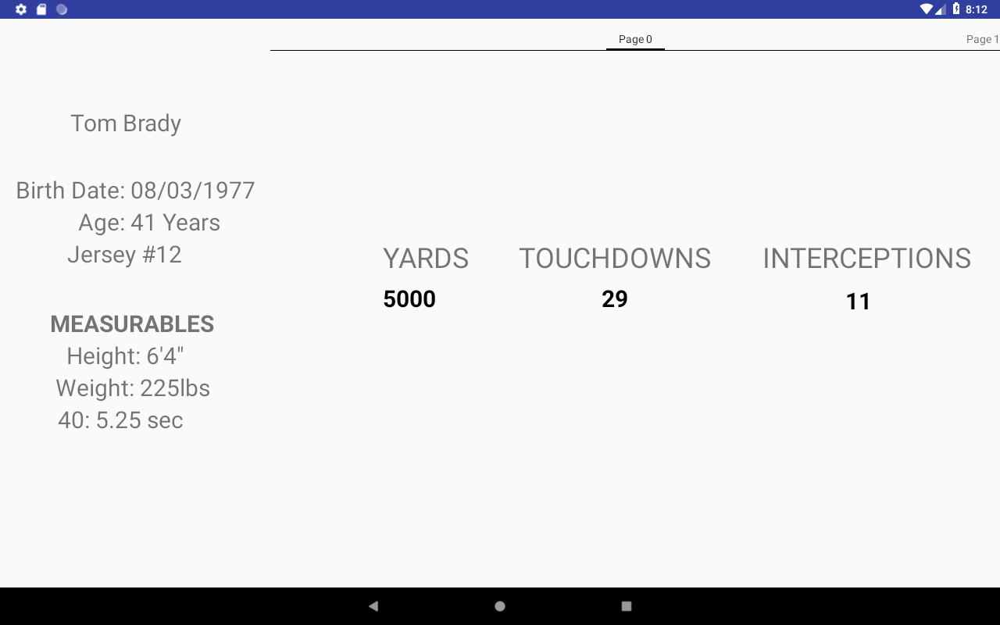 8:12
Page 0
Page 1
Tom Brady
Birth Date: 08/03/1977
Age: 41 Years
Jersey #12
MEASURABLES
Height: 6'4"
Weight: 225lbs
40: 5.25 sec
YARDS TOUCHDOWNS INTERCEPTIONS
5000 29 11